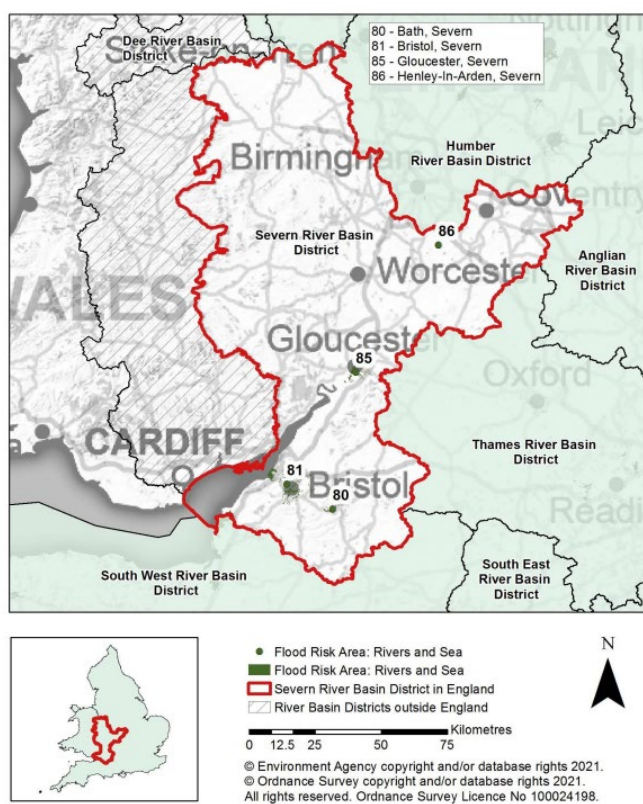 Dee River Basin
District
Stoke-on-Trent
80 - Bath, Severn
81 - Bristol, Severn
85 - Gloucester, Severn
86 - Henley-In-Arden, Severn
Humber
River Basin District
Birmingham
Coventry
86
Severn River Basin
District
Anglian
River Basin
District
Worcester
WALES
Gloucester
85
Oxford
CARDIFF
Thames River Basin
District
81
Bristol
80
South West River Basin
District
South East
River Basin
District
Flood Risk Area: Rivers and Sea
Flood Risk Area: Rivers and Sea
Severn River Basin District in England
River Basin Districts outside England
N
Kilometres
0 12.5 25 50 75
© Environment Agency copyright and/or database rights 2021.
© Ordnance Survey copyright and/or database rights 2021.
All rights reserved. Ordnance Survey Licence No 100024198.